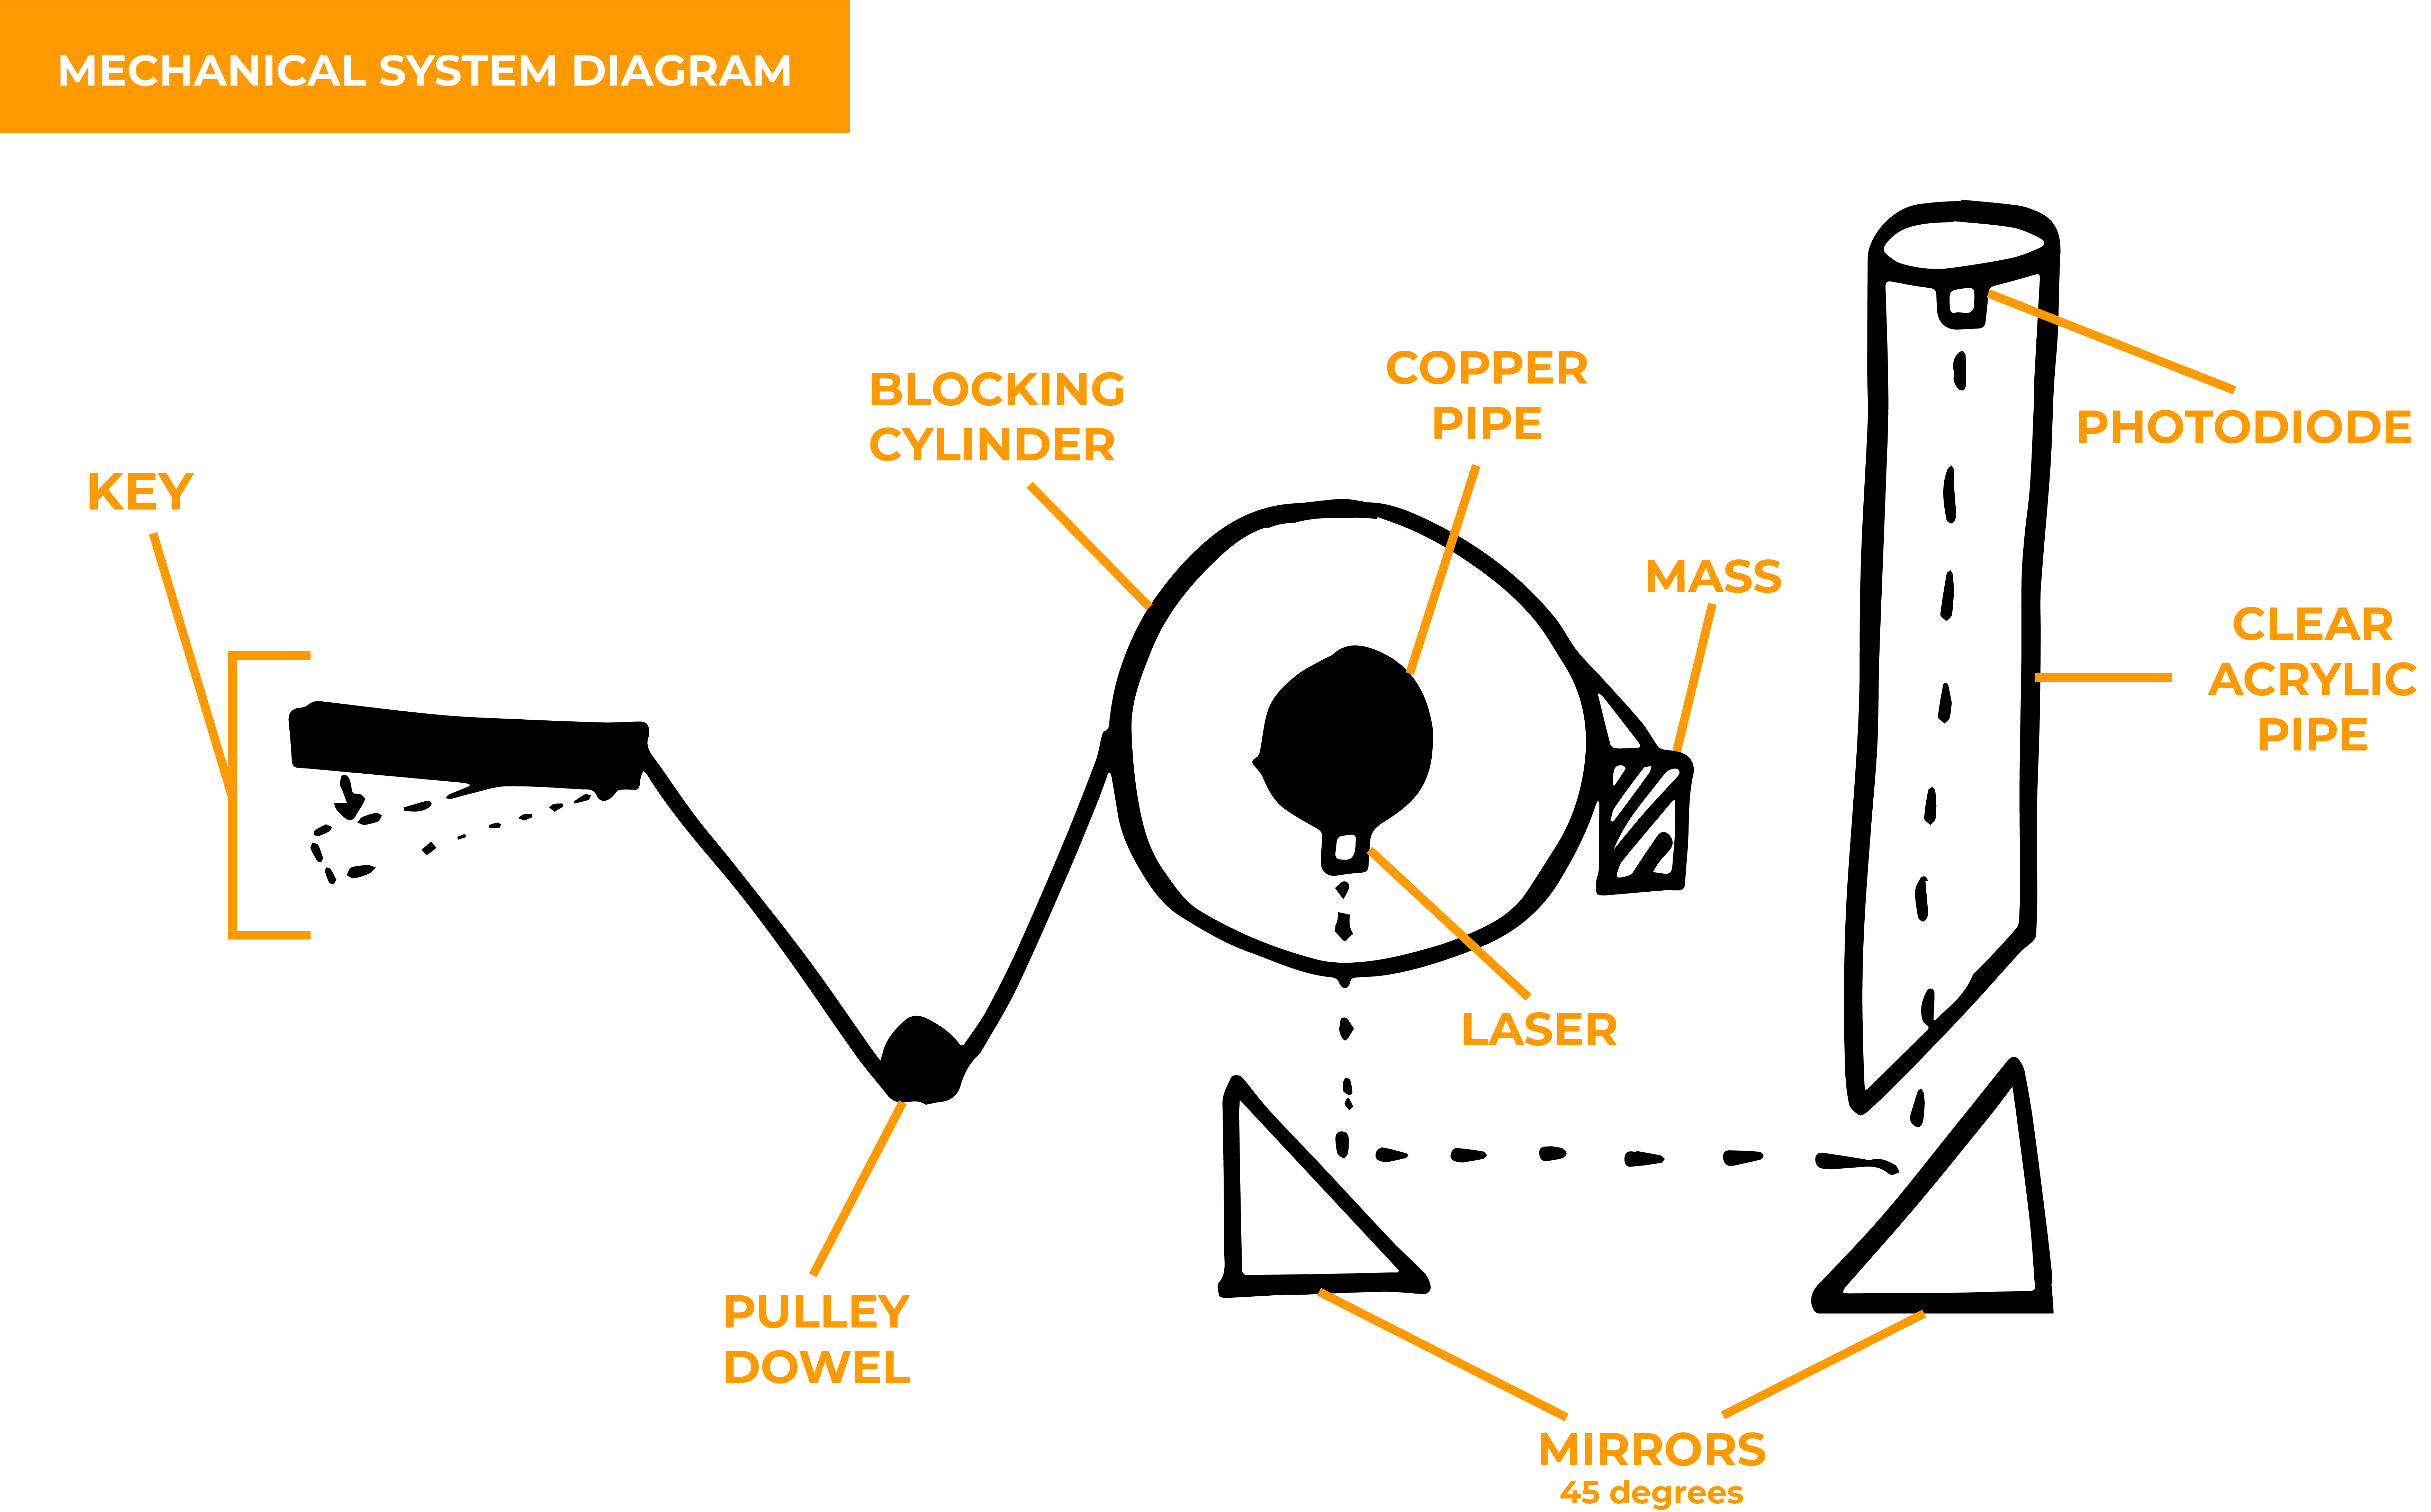 MECHANICAL SYSTEM DIAGRAM
KEY
BLOCKING
CYLINDER
COPPER
PIPE
MASS
PHOTODIODE
CLEAR
ACRYLIC
PIPE
LASER
PULLEY
DOWEL
MIRRORS
45 degrees